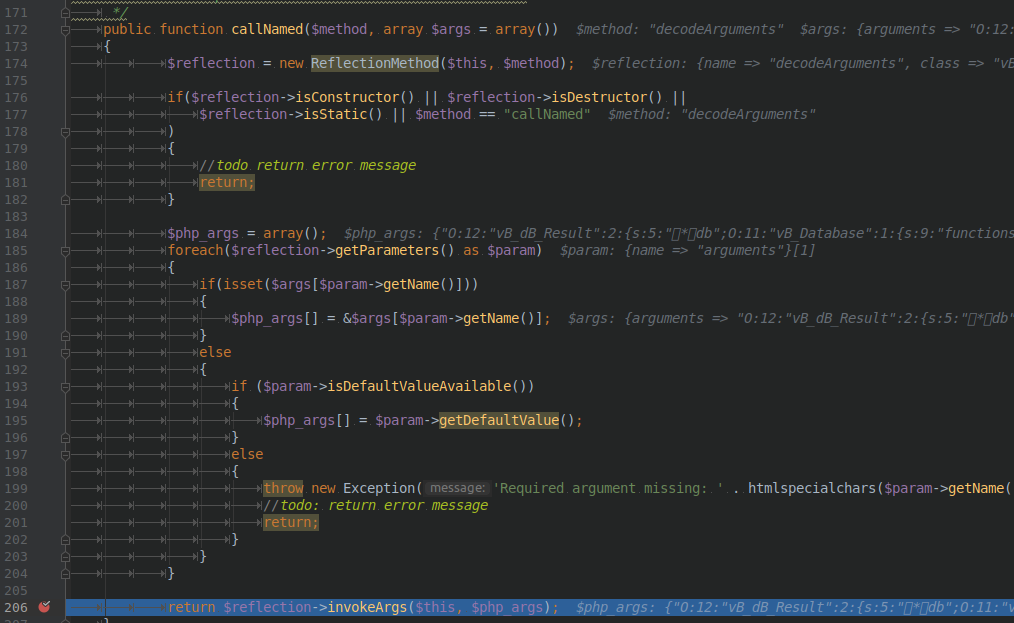 171 */
172 public function callNamed($method, array $args = array()) $method: "decodeArguments" $args: {arguments => "O:12:
173 {
174 $reflection = new ReflectionMethod($this, $method); $reflection: {name => "decodeArguments", class => "vB
175
176 if($reflection->isConstructor() || $reflection->isDestructor() ||
177 $reflection->isStatic() || $method == "callNamed" $method: "decodeArguments"
178 )
179 {
180 //todo return error message
181 return;
182 }
183
184 $php_args = array(); $php_args: {"O:12:"vB_dB_Result":2:{s:5:"▯*▯db";O:11:"vB_Database":1:{s:9:"functions
185 foreach($reflection->getParameters() as $param) $param: {name => "arguments"}[1]
186 {
187 if(isset($args[$param->getName()]))
188 {
189 $php_args[] = &$args[$param->getName()]; $args: {arguments => "O:12:"vB_dB_Result":2:{s:5:"▯*▯db"
190 }
191 else
192 {
193 if ($param->isDefaultValueAvailable())
194 {
195 $php_args[] = $param->getDefaultValue();
196 }
197 else
198 {
199 throw new Exception( message: 'Required argument missing: ' . htmlspecialchars($param->getName(
200 //todo: return error message
201 return;
202 }
203 }
204 }
205
206 return $reflection->invokeArgs($this, $php_args); $php_args: {"O:12:"vB_dB_Result":2:{s:5:"▯*▯db";O:11:"v
}